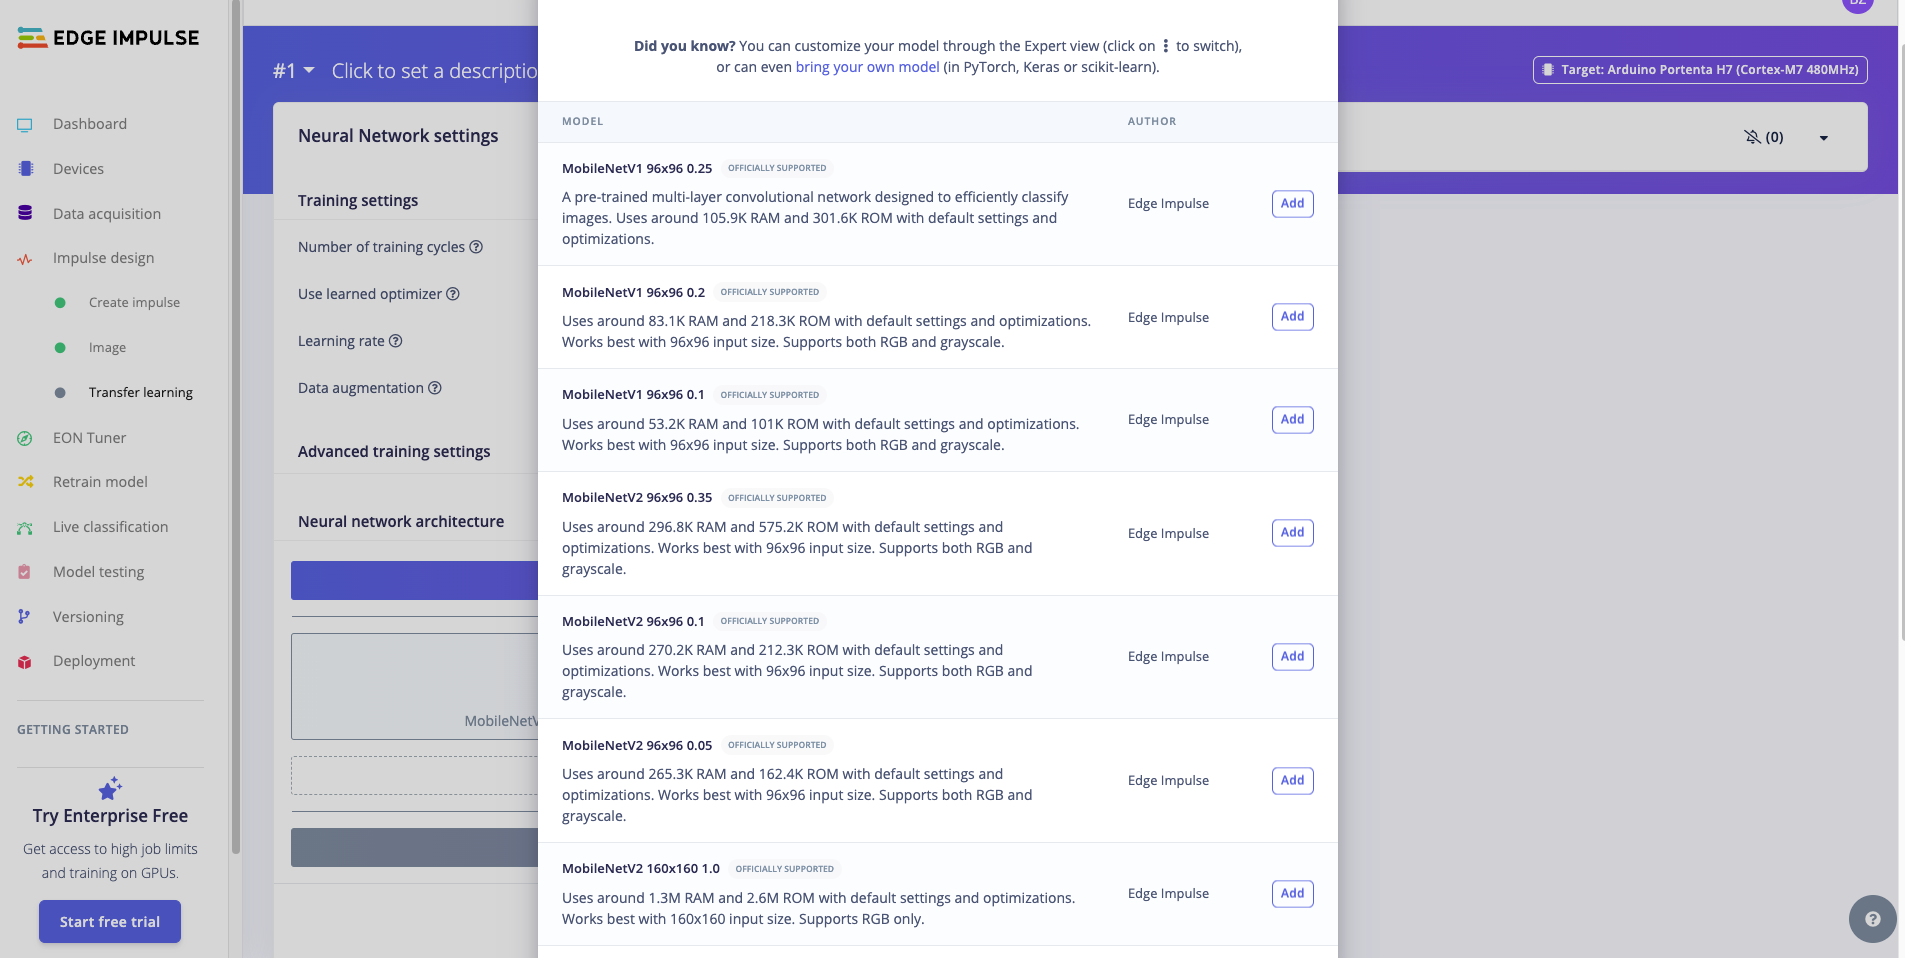 EDGE IMPULSE
Dashboard
Devices
Data acquisition
Impulse design
Create impulse
Image
Transfer learning
EON Tuner
Retrain model
Live classification
Model testing
Versioning
Deployment
GETTING STARTED
Try Enterprise Free
Get access to high job limits
and training on GPUs.
Start free trial
#1 Click to set a descriptio
Target: Arduino Portenta H7 (Cortex-M7 480MHz)
Neural Network settings
(0)
Training settings
Number of training cycles
Use learned optimizer
Learning rate
Data augmentation
Advanced training settings
Neural network architecture
MobileNetV
Did you know? You can customize your model through the Expert view (click on ⋮ to switch),
or can even bring your own model (in PyTorch, Keras or scikit-learn).
MODEL AUTHOR
MobileNetV1 96x96 0.25 OFFICIALLY SUPPORTED
A pre-trained multi-layer convolutional network designed to efficiently classify
images. Uses around 105.9K RAM and 301.6K ROM with default settings and
optimizations.
Edge Impulse Add
MobileNetV1 96x96 0.2 OFFICIALLY SUPPORTED
Uses around 83.1K RAM and 218.3K ROM with default settings and optimizations.
Works best with 96x96 input size. Supports both RGB and grayscale.
Edge Impulse Add
MobileNetV1 96x96 0.1 OFFICIALLY SUPPORTED
Uses around 53.2K RAM and 101K ROM with default settings and optimizations.
Works best with 96x96 input size. Supports both RGB and grayscale.
Edge Impulse Add
MobileNetV2 96x96 0.35 OFFICIALLY SUPPORTED
Uses around 296.8K RAM and 575.2K ROM with default settings and
optimizations. Works best with 96x96 input size. Supports both RGB and
grayscale.
Edge Impulse Add
MobileNetV2 96x96 0.1 OFFICIALLY SUPPORTED
Uses around 270.2K RAM and 212.3K ROM with default settings and
optimizations. Works best with 96x96 input size. Supports both RGB and
grayscale.
Edge Impulse Add
MobileNetV2 96x96 0.05 OFFICIALLY SUPPORTED
Uses around 265.3K RAM and 162.4K ROM with default settings and
optimizations. Works best with 96x96 input size. Supports both RGB and
grayscale.
Edge Impulse Add
MobileNetV2 160x160 1.0 OFFICIALLY SUPPORTED
Uses around 1.3M RAM and 2.6M ROM with default settings and optimizations.
Works best with 160x160 input size. Supports RGB only.
Edge Impulse Add